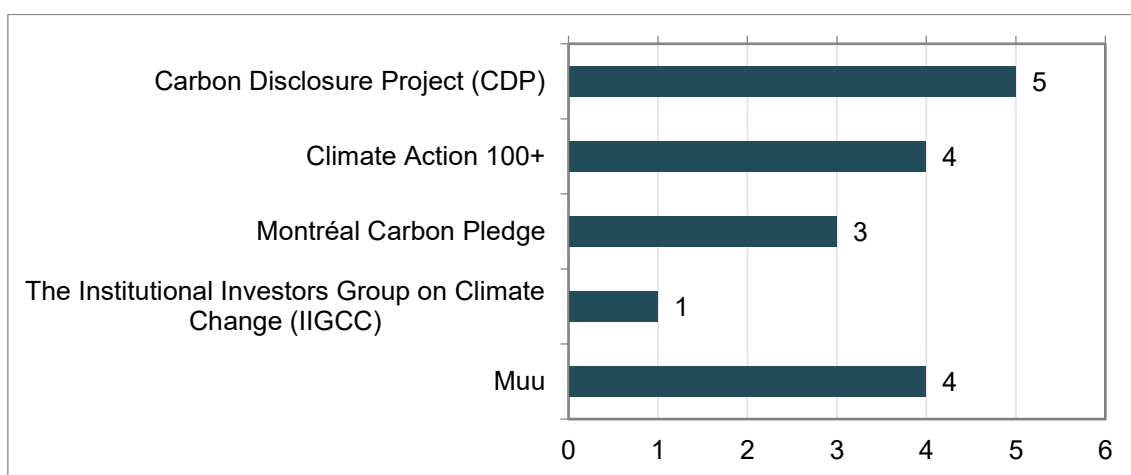 Carbon Disclosure Project (CDP)
5
Climate Action 100+
4
Montréal Carbon Pledge
3
The Institutional Investors Group on Climate
Change (IIGCC)
1
Muu
4
0 1 2 3 4 5 6